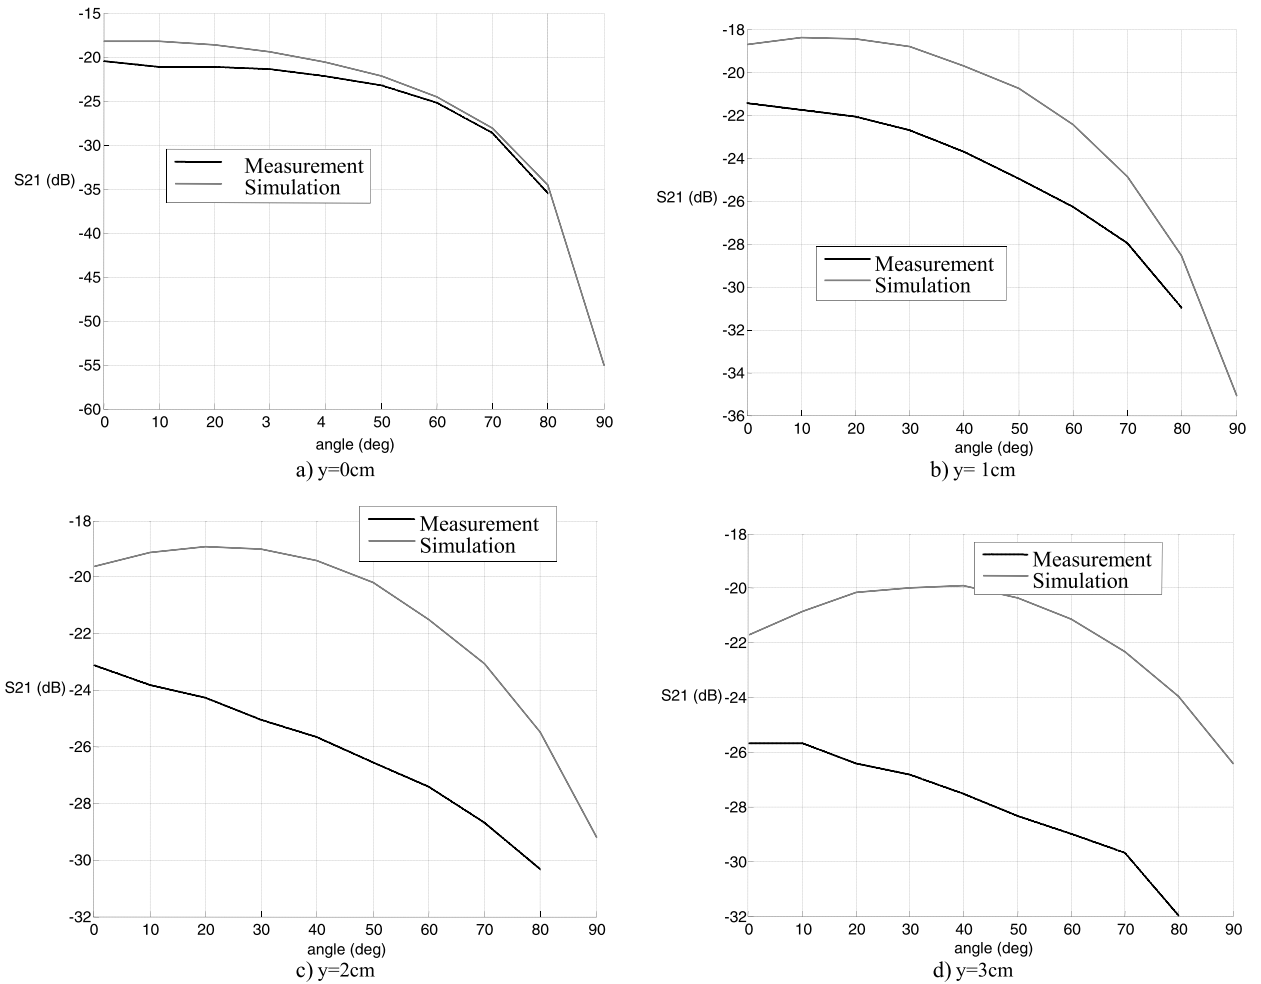 -15
-20
-25
-30
-35
-40
-45
-50
-55
-60
S21 (dB)
Measurement
Simulation
0 10 20 3 4 50 60 70 80 90
angle (deg)
a) y=0cm
-18
-20
-22
-24
-26
-28
-30
-32
-34
-36
S21 (dB)
Measurement
Simulation
0 10 20 30 40 50 60 70 80 90
angle (deg)
b) y= 1cm
-18
-20
-22
-24
-26
-28
-30
-32
S21 (dB)
Measurement
Simulation
0 10 20 30 40 50 60 70 80 90
angle (deg)
c) y=2cm
-18
-20
-22
-24
-26
-28
-30
-32
S21 (dB)
Measurement
Simulation
0 10 20 30 40 50 60 70 80 90
angle (deg)
d) y=3cm